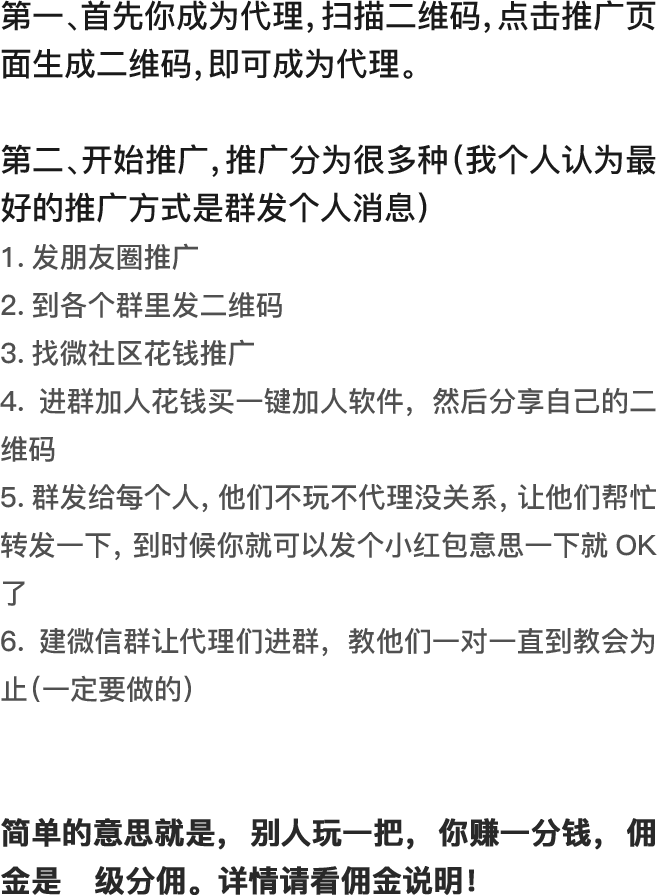 第一、首先你成为代理，扫描二维码，点击推广页
面生成二维码，即可成为代理。
第二、开始推广，推广分为很多种（我个人认为最
好的推广方式是群发个人消息）
1. 发朋友圈推广
2. 到各个群里发二维码
3. 找微社区花钱推广
4. 进群加人花钱买一键加人软件，然后分享自己的二
维码
5. 群发给每个人，他们不玩不代理没关系，让他们帮忙
转发一下，到时候你就可以发个小红包意思一下就 OK
了
6. 建微信群让代理们进群，教他们一对一直到教会为
止（一定要做的）
简单的意思就是，别人玩一把，你赚一分钱，佣
金是 级分佣。详情请看佣金说明！